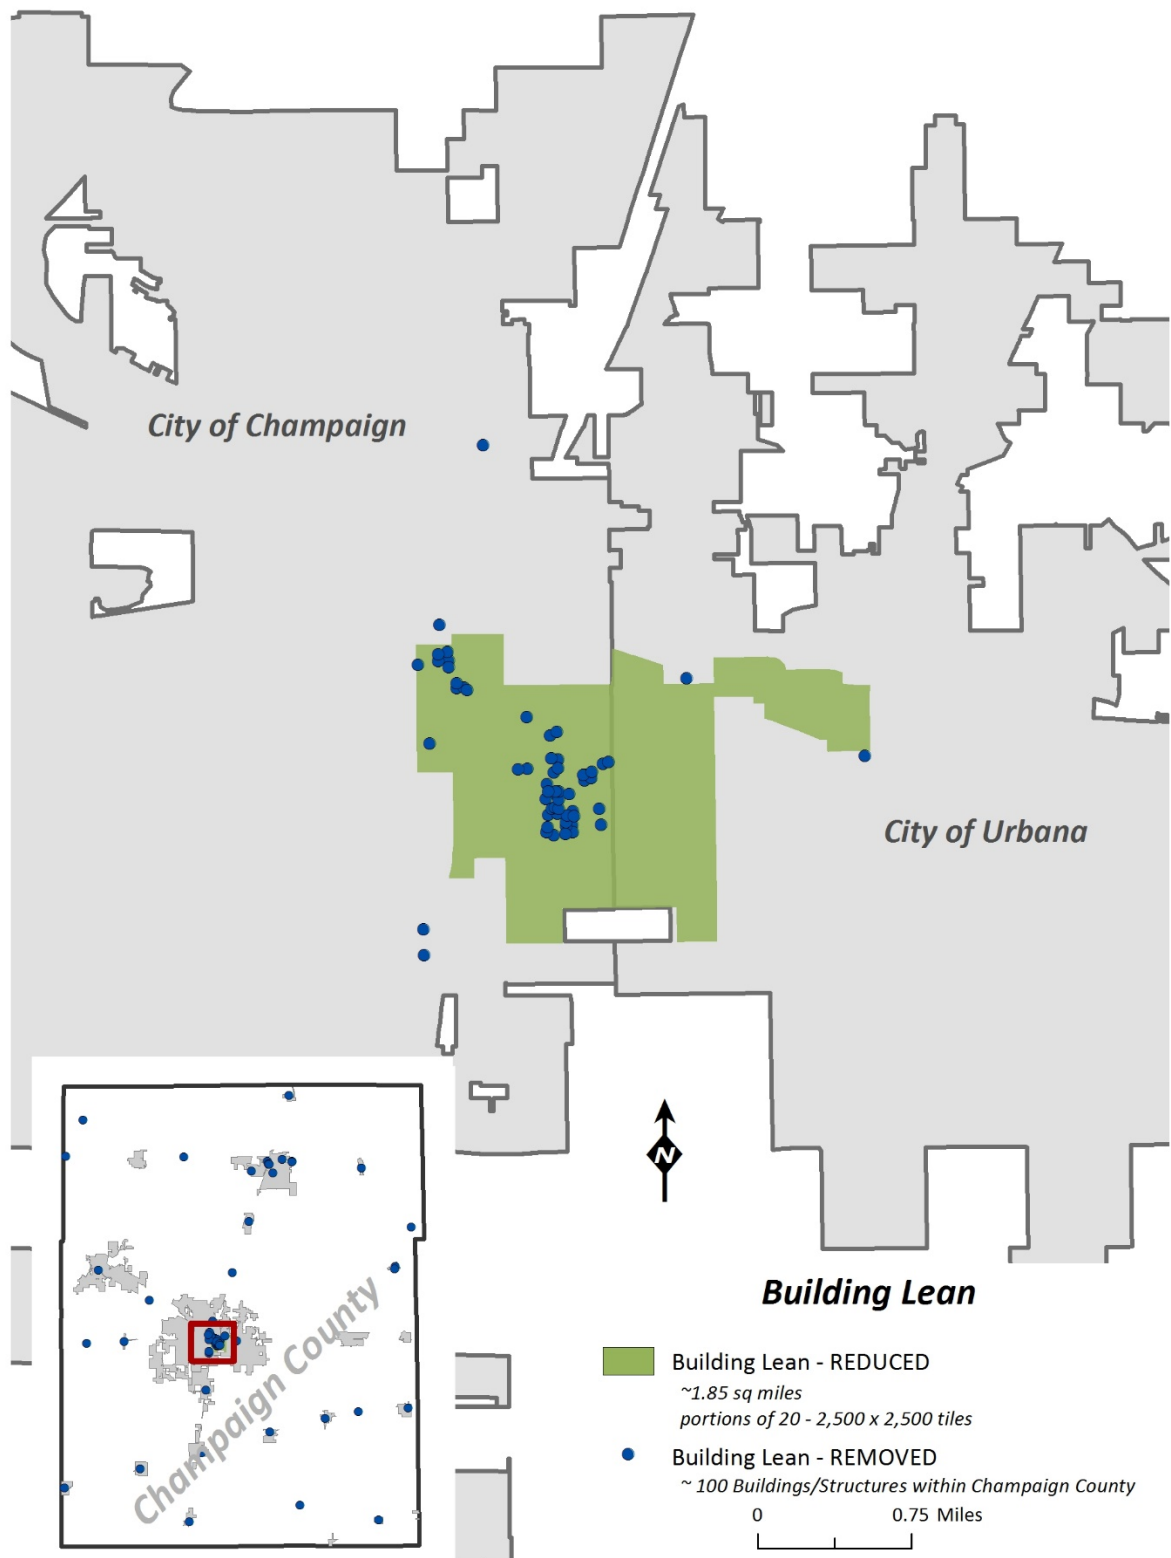 City of Champaign
City of Urbana
N
Champaign County
Building Lean
Building Lean - REDUCED
~1.85 sq miles
portions of 20 - 2,500 x 2,500 tiles
Building Lean - REMOVED
~ 100 Buildings/Structures within Champaign County
0 0.75 Miles